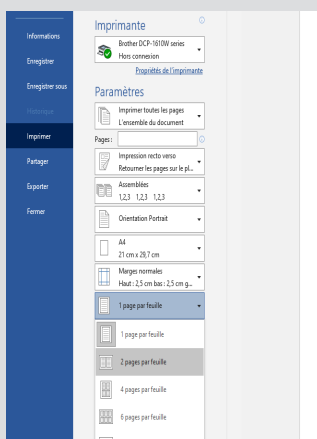 Informations
Enregistrer
Enregistrer sous
Historique
Imprimer
Partager
Exporter
Fermer
Imprimante
Brother DCP-1610W series
Hors connexion
Propriétés de l'imprimante
Paramètres
Imprimer toutes les pages
L'ensemble du document
Pages :
Impression recto verso
Retourner les pages sur le pl...
Assemblées
1,2,3 1,2,3 1,2,3
Orientation Portrait
A4
21 cm x 29,7 cm
Marges normales
Haut : 2,5 cm bas : 2,5 cm g...
1 page par feuille
1 page par feuille
2 pages par feuille
4 pages par feuille
6 pages par feuille